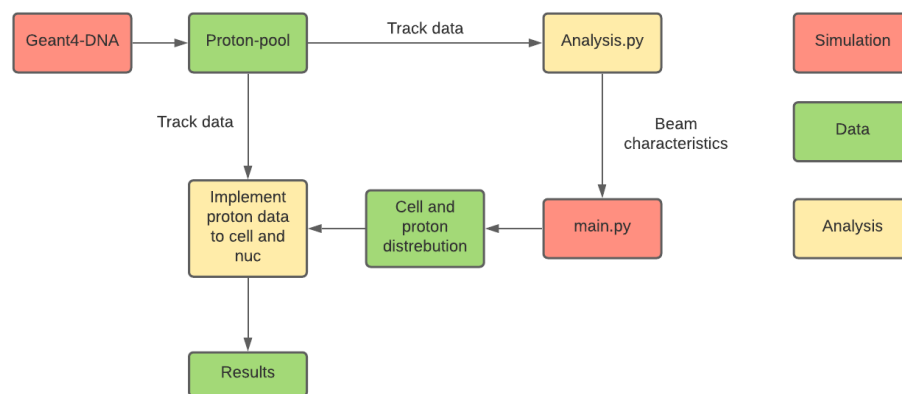 Geant4-DNA
Proton-pool
Track data
Analysis.py
Simulation
Track data
Beam
characteristics
Data
Implement
proton data
to cell and
nuc
Cell and
proton
distrebution
main.py
Analysis
Results